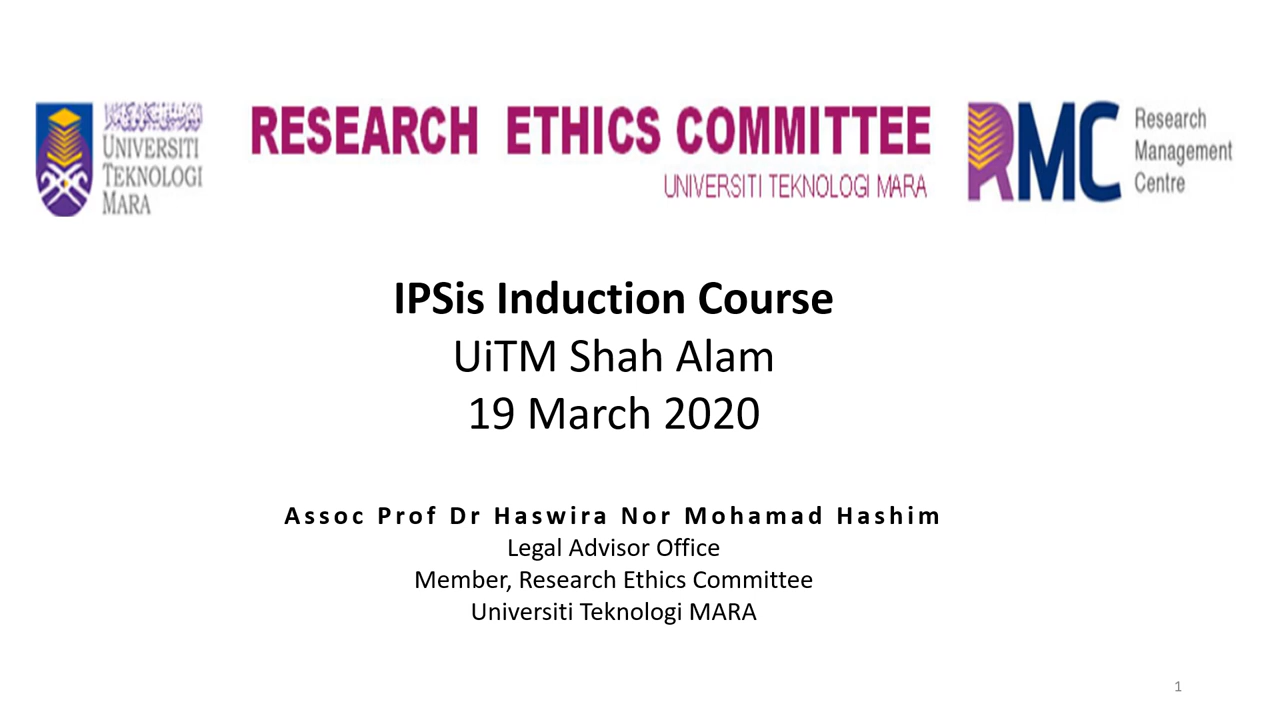 UNIVERSITI
TEKNOLOGI
MARA
RESEARCH ETHICS COMMITTEE
UNIVERSITI TEKNOLOGI MARA
RMC
Research
Management
Centre
IPSis Induction Course
UiTM Shah Alam
19 March 2020
Assoc Prof Dr Haswira Nor Mohamad Hashim
Legal Advisor Office
Member, Research Ethics Committee
Universiti Teknologi MARA
1